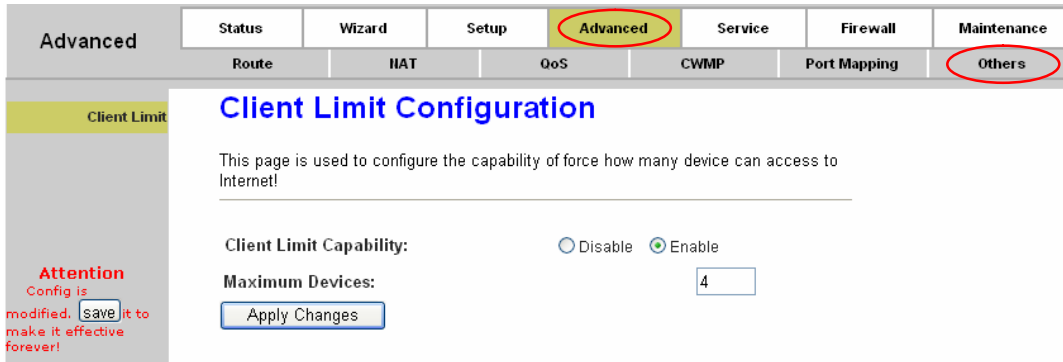 Advanced
Status Wizard Setup Advanced Service Firewall Maintenance
Route NAT QoS CWMP Port Mapping Others
Client Limit
Client Limit Configuration
This page is used to configure the capability of force how many device can access to
Internet!
Client Limit Capability: Disable Enable
Maximum Devices: 4
Apply Changes
Attention
Config is
modified. save it to
make it effective
forever!